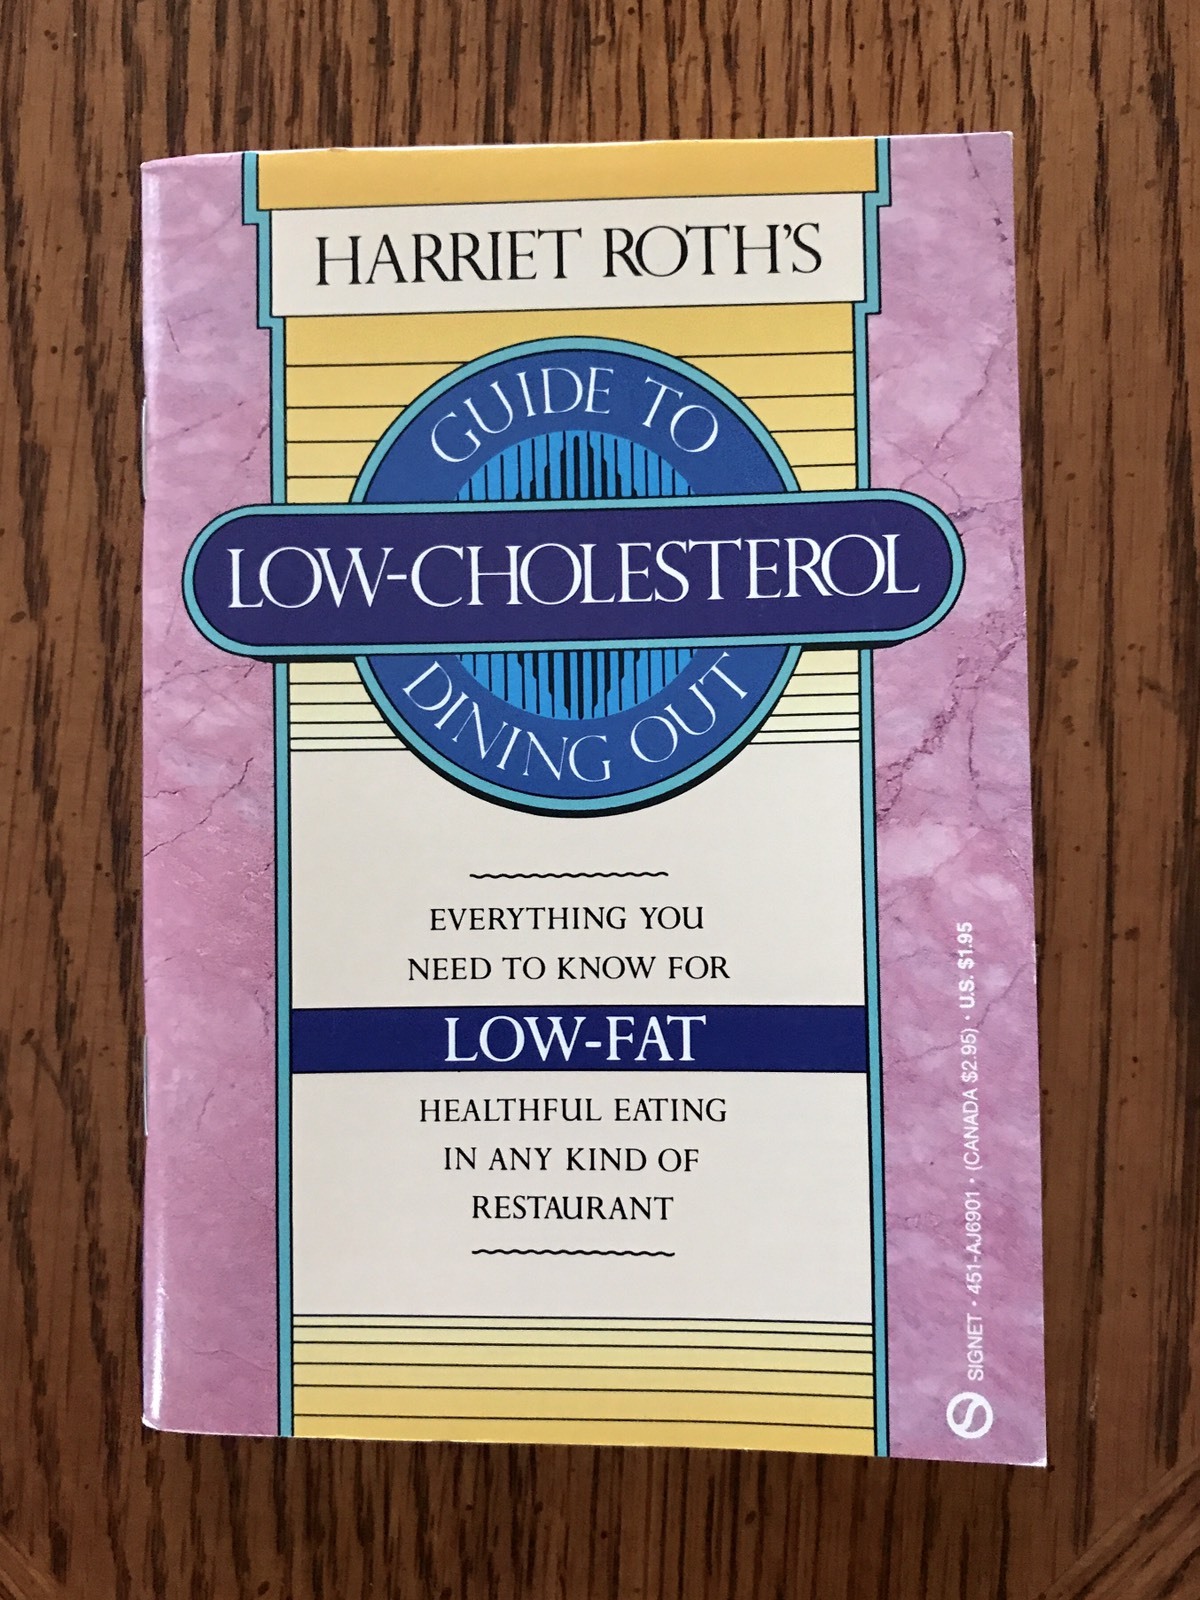 HARRIET ROTH'S
GUIDE TO
LOW-CHOLESTEROL
DINING OUT
EVERYTHING YOU
NEED TO KNOW FOR
LOW-FAT
HEALTHFUL EATING
IN ANY KIND OF
RESTAURANT
SIGNET • 451-AJ6901 • (CANADA $2.95) • U.S. $1.95